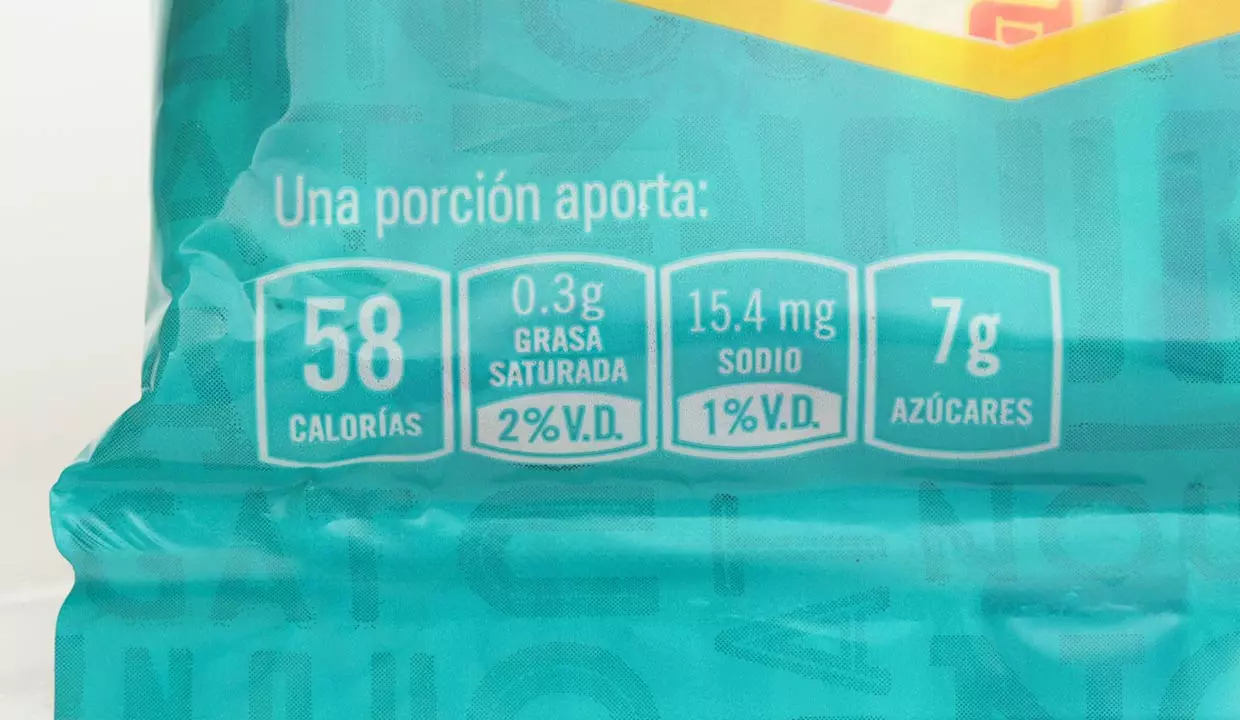 Una porción aporta:
58
CALORÍAS
0.3g
GRASA
SATURADA
2%V.D.
15.4 mg
SODIO
1%V.D.
7g
AZÚCARES